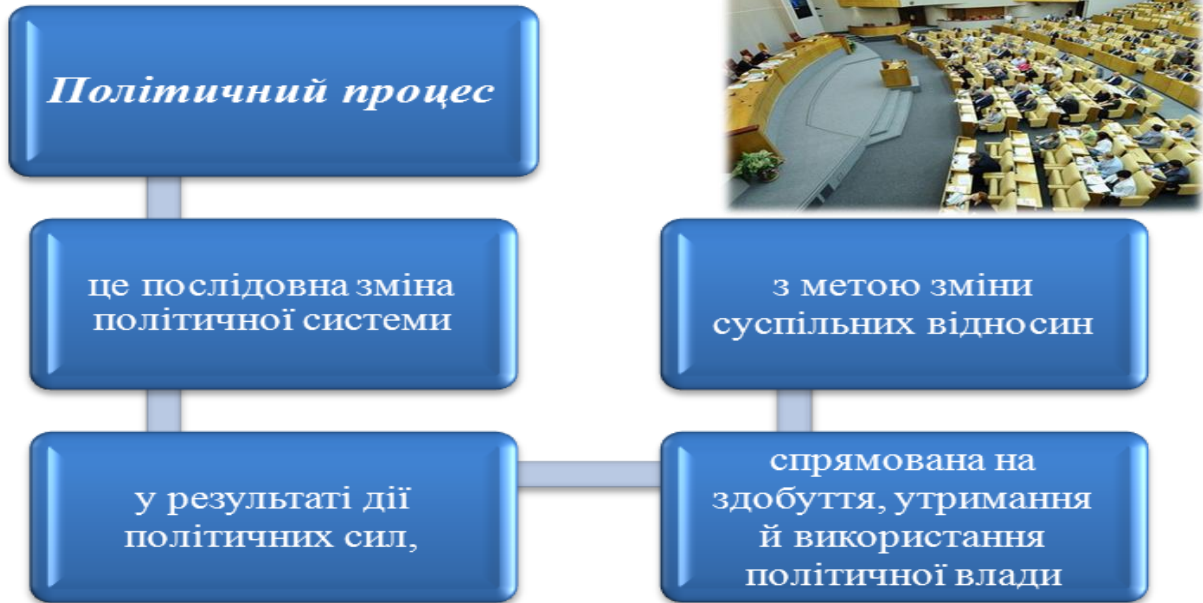 Політичний процес
це послідовна зміна
політичної системи
у результаті дії
політичних сил,
спрямована на
здобуття, утримання
й використання
політичної влади
з метою зміни
суспільних відносин